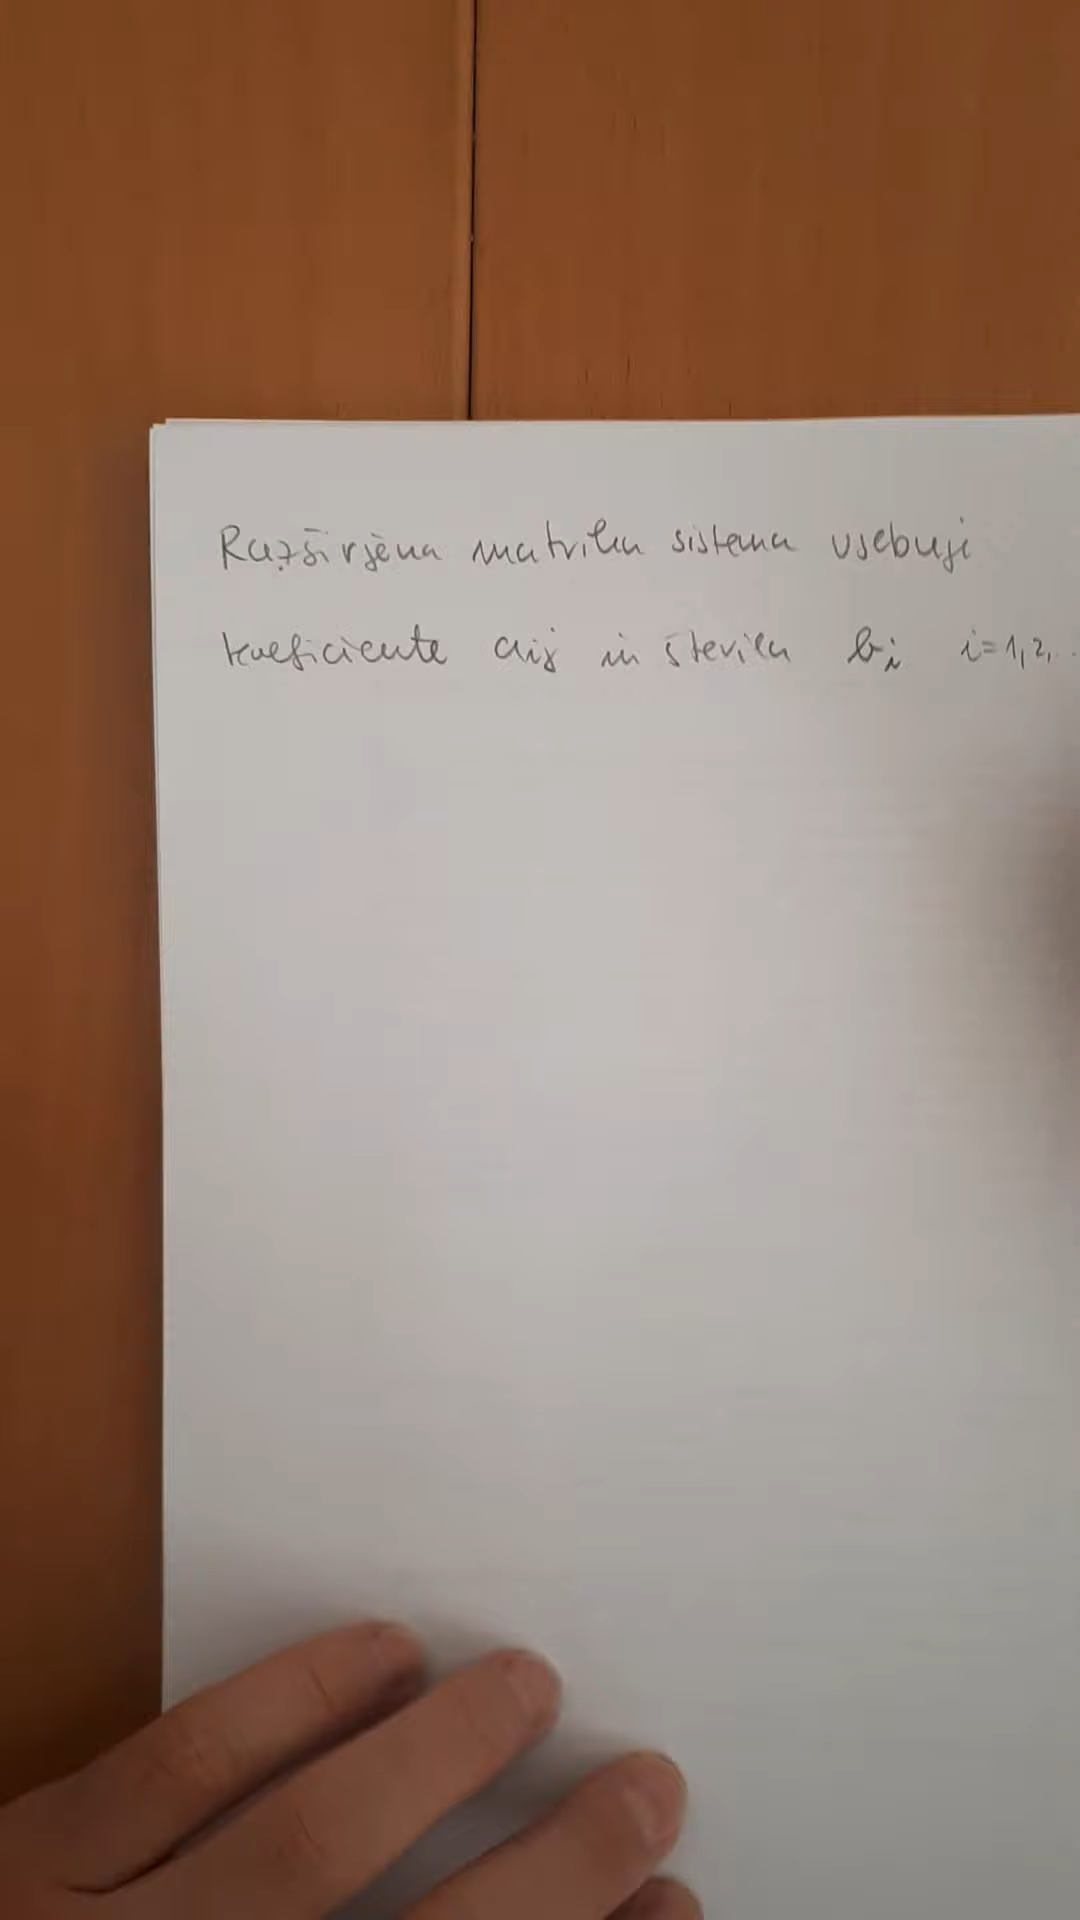 Razširjena matrika sistema vsebuje
koeficiente aij in števila bi i=1,2,..